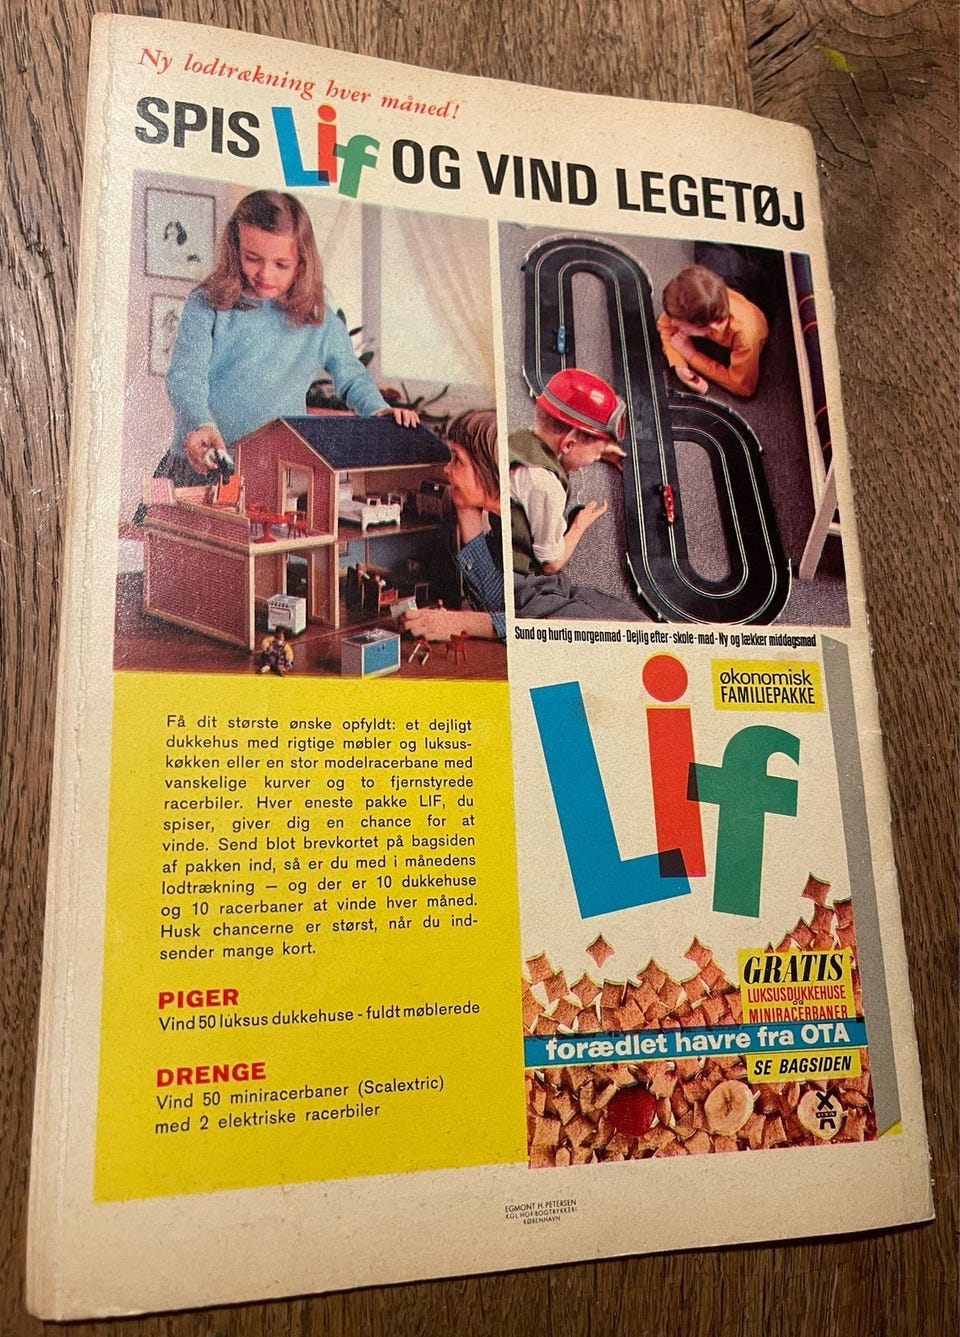 Ny lodtrækning hver måned!
SPIS Lif OG VIND LEGETØJ
Få dit største ønske opfyldt: et dejligt
dukkehus med rigtige møbler og luksus-
køkken eller en stor modelracerbane med
vanskelige kurver og to fjernstyrede
racerbiler. Hver eneste pakke LIF, du
spiser, giver dig en chance for at
vinde. Send blot brevkortet på bagsiden
af pakken ind, så er du med i månedens
lodtrækning — og der er 10 dukkehuse
og 10 racerbaner at vinde hver måned.
Husk chancerne er størst, når du ind-
sender mange kort.
PIGER
Vind 50 luksus dukkehuse - fuldt møblerede
DRENGE
Vind 50 miniracerbaner (Scalextric)
med 2 elektriske racerbiler
Sund og hurtig morgenmad - Dejlig efter-skole-mad - Ny og lækker middagsmad
økonomisk
FAMILIEPAKKE
Lif
GRATIS
LUKSUSDUKKEHUSE
og
MINIRACERBANER
forædlet havre fra OTA
SE BAGSIDEN
EGMONT H. PETERSEN
KGL. HOF-BOGTRYKKERI
KØBENHAVN